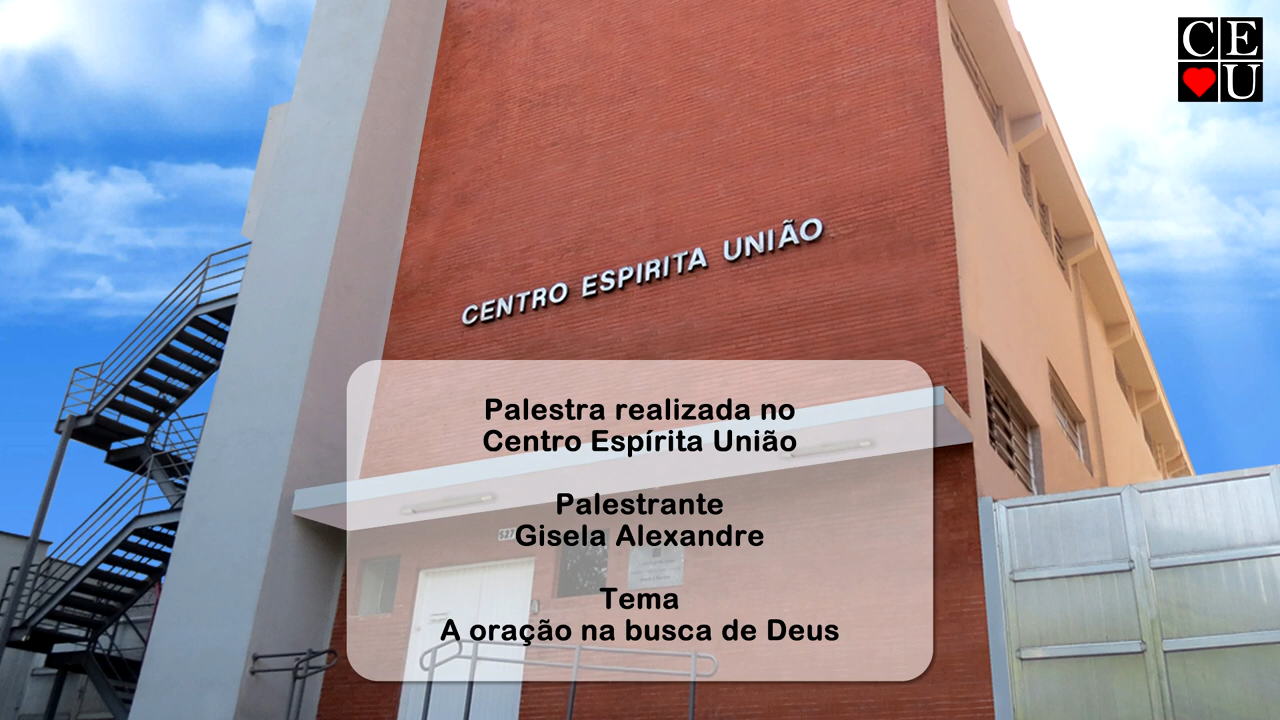 CE
U
CENTRO ESPIRITA UNIÃO
Palestra realizada no
Centro Espírita União
Palestrante
Gisela Alexandre
Tema
A oração na busca de Deus
527